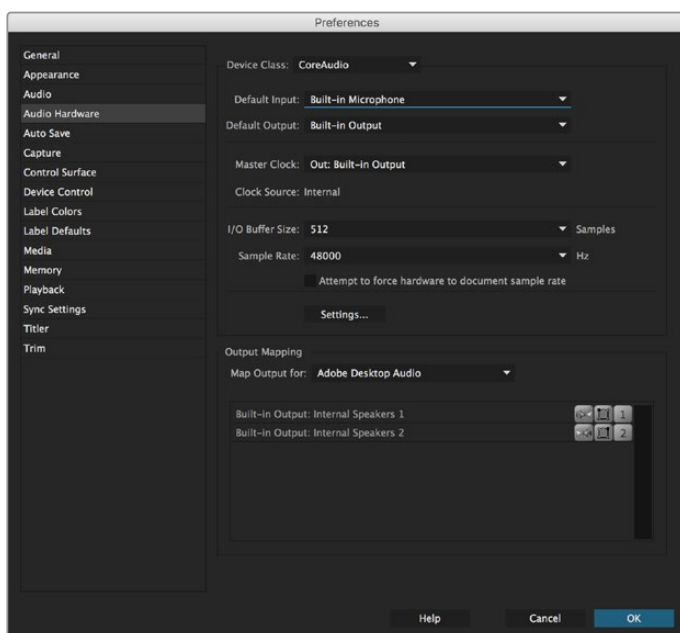 Preferences
General
Appearance
Audio
Audio Hardware
Auto Save
Capture
Control Surface
Device Control
Label Colors
Label Defaults
Media
Memory
Playback
Sync Settings
Titler
Trim
Device Class: CoreAudio
Default Input: Built-in Microphone
Default Output: Built-in Output
Master Clock: Out: Built-in Output
Clock Source: Internal
I/O Buffer Size: 512 Samples
Sample Rate: 48000 Hz
Attempt to force hardware to document sample rate
Settings...
Output Mapping
Map Output for: Adobe Desktop Audio
Built-in Output: Internal Speakers 1 1
Built-in Output: Internal Speakers 2 2
Help Cancel OK